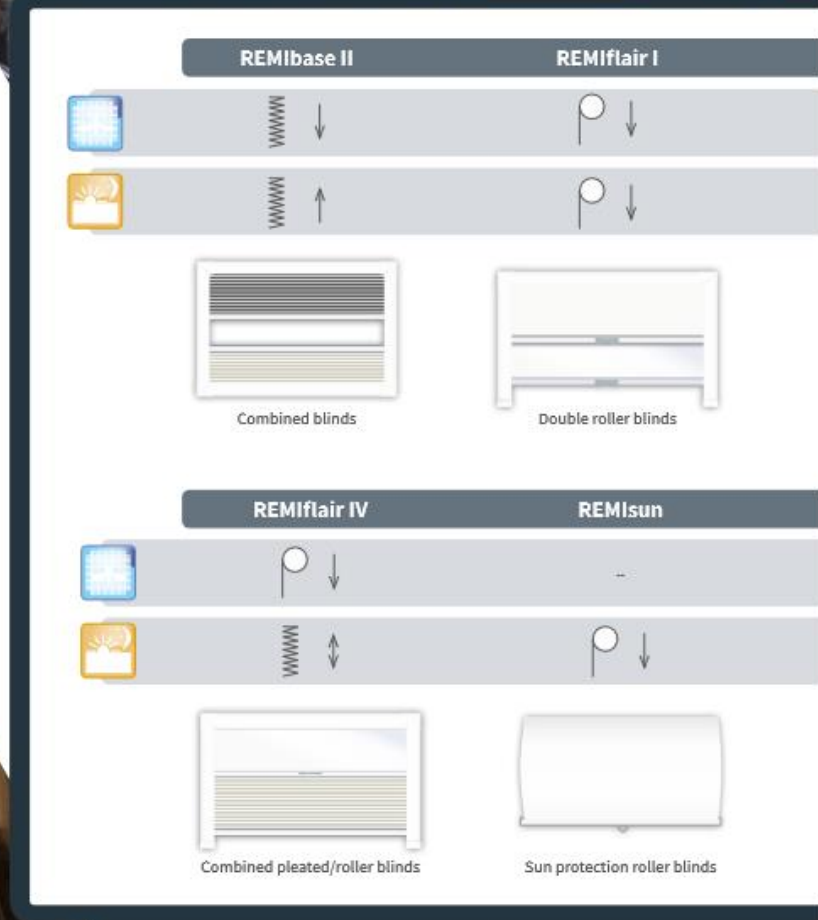 REMIbase II
REMIflair I
Combined blinds
Double roller blinds
REMIflair IV
REMIsun
–
Combined pleated/roller blinds
Sun protection roller blinds